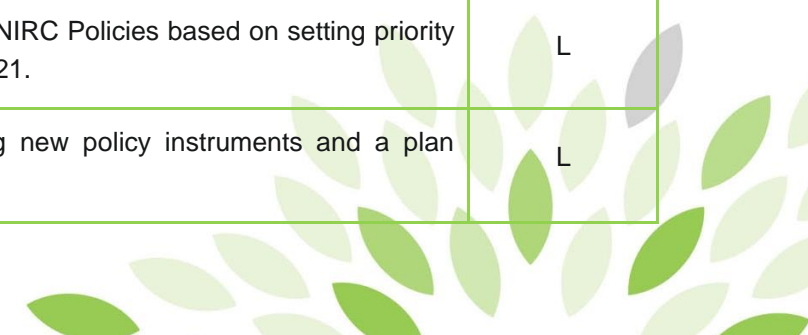 NIRC Policies based on setting priority
L
21.
new policy instruments and a plan
L